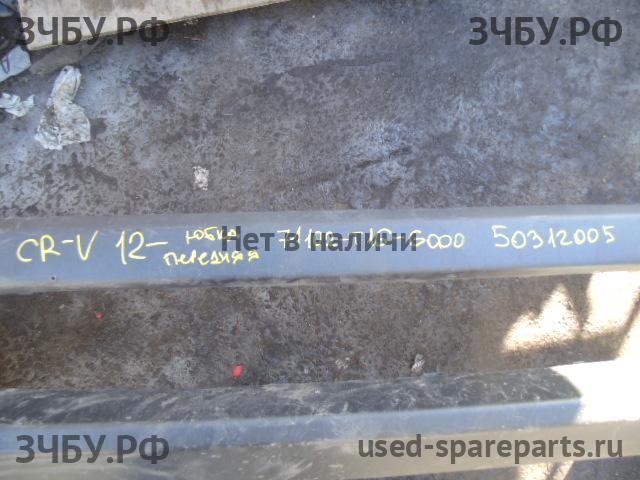 ЗЧБУ.РФ ЗЧБУ.РФ
CR-V 12- юбка
передняя
50312005
Нет в наличии
ЗЧБУ.РФ used-spareparts.ru